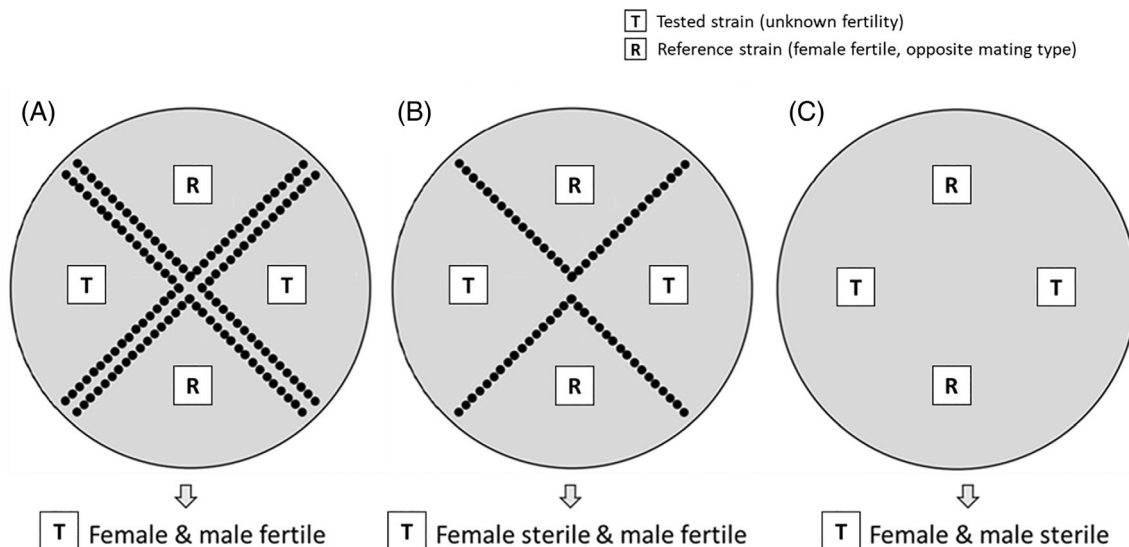 T Tested strain (unknown fertility)
R Reference strain (female fertile, opposite mating type)
(A) (B) (C)
R R R
T T T T T T
R R R
T Female & male fertile T Female sterile & male fertile T Female & male sterile